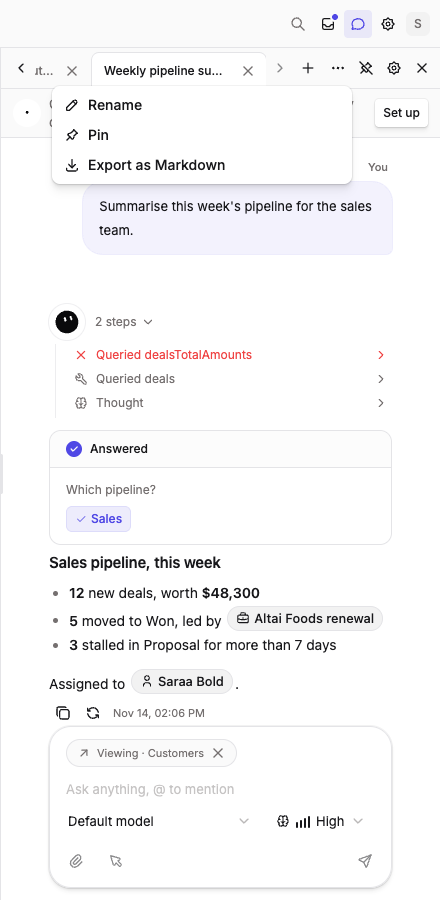 S
ut...
Weekly pipeline su...
Set up
Rename
Pin
Export as Markdown
You
Summarise this week's pipeline for the sales
team.
2 steps
Queried dealsTotalAmounts
Queried deals
Thought
Answered
Which pipeline?
Sales
Sales pipeline, this week
12 new deals, worth $48,300
5 moved to Won, led by Altai Foods renewal
3 stalled in Proposal for more than 7 days
Assigned to Saraa Bold .
Nov 14, 02:06 PM
Viewing · Customers
Ask anything, @ to mention
Default model
High